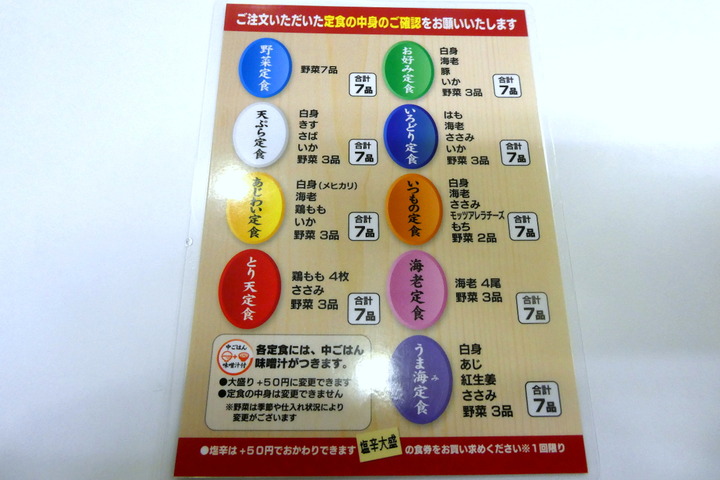 ご注文いただいた定食の中身のご確認をお願いいたします
野菜定食
野菜7品
合計
7品
お好み定食
白身
海老
豚
いか
野菜 3品
合計
7品
天ぷら定食
白身
きす
さば
いか
野菜 3品
合計
7品
いろどり定食
はも
海老
ささみ
いか
野菜 3品
合計
7品
あじわい定食
白身(メヒカリ)
海老
鶏もも
いか
野菜 3品
合計
7品
いつもの定食
白身
海老
ささみ
モッツアレラチーズ
もち
野菜 2品
合計
7品
とり天定食
鶏もも 4枚
ささみ
野菜 3品
合計
7品
海老定食
海老 4尾
野菜 3品
合計
7品
中ごはん
+
味噌汁付
各定食には、中ごはん
味噌汁がつきます。
●大盛り+50円に変更できます
●定食の中身は変更できません
※野菜は季節や仕入れ状況により
変更がございます
うま海定食
み
白身
あじ
紅生姜
ささみ
野菜 3品
合計
7品
●塩辛は+50円でおかわりできます 塩辛大盛 の食券をお買い求めください※1回限り